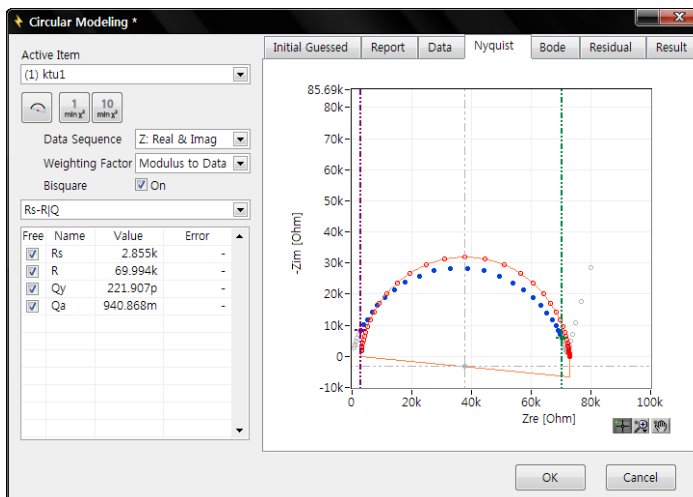 Circular Modeling *
Active Item
(1) ktu1
1
min χ²
10
min χ²
Data Sequence Z: Real & Imag
Weighting Factor Modulus to Data
Bisquare On
Rs-R|Q
Free Name Value Error
Rs 2.855k -
R 69.994k -
Qy 221.907p -
Qa 940.868m -
Initial Guessed Report Data Nyquist Bode Residual Result
85.69k
80k
70k
60k
50k
40k
30k
20k
10k
0
-10k
-Zim [Ohm]
0 20k 40k 60k 80k 100k
Zre [Ohm]
OK Cancel